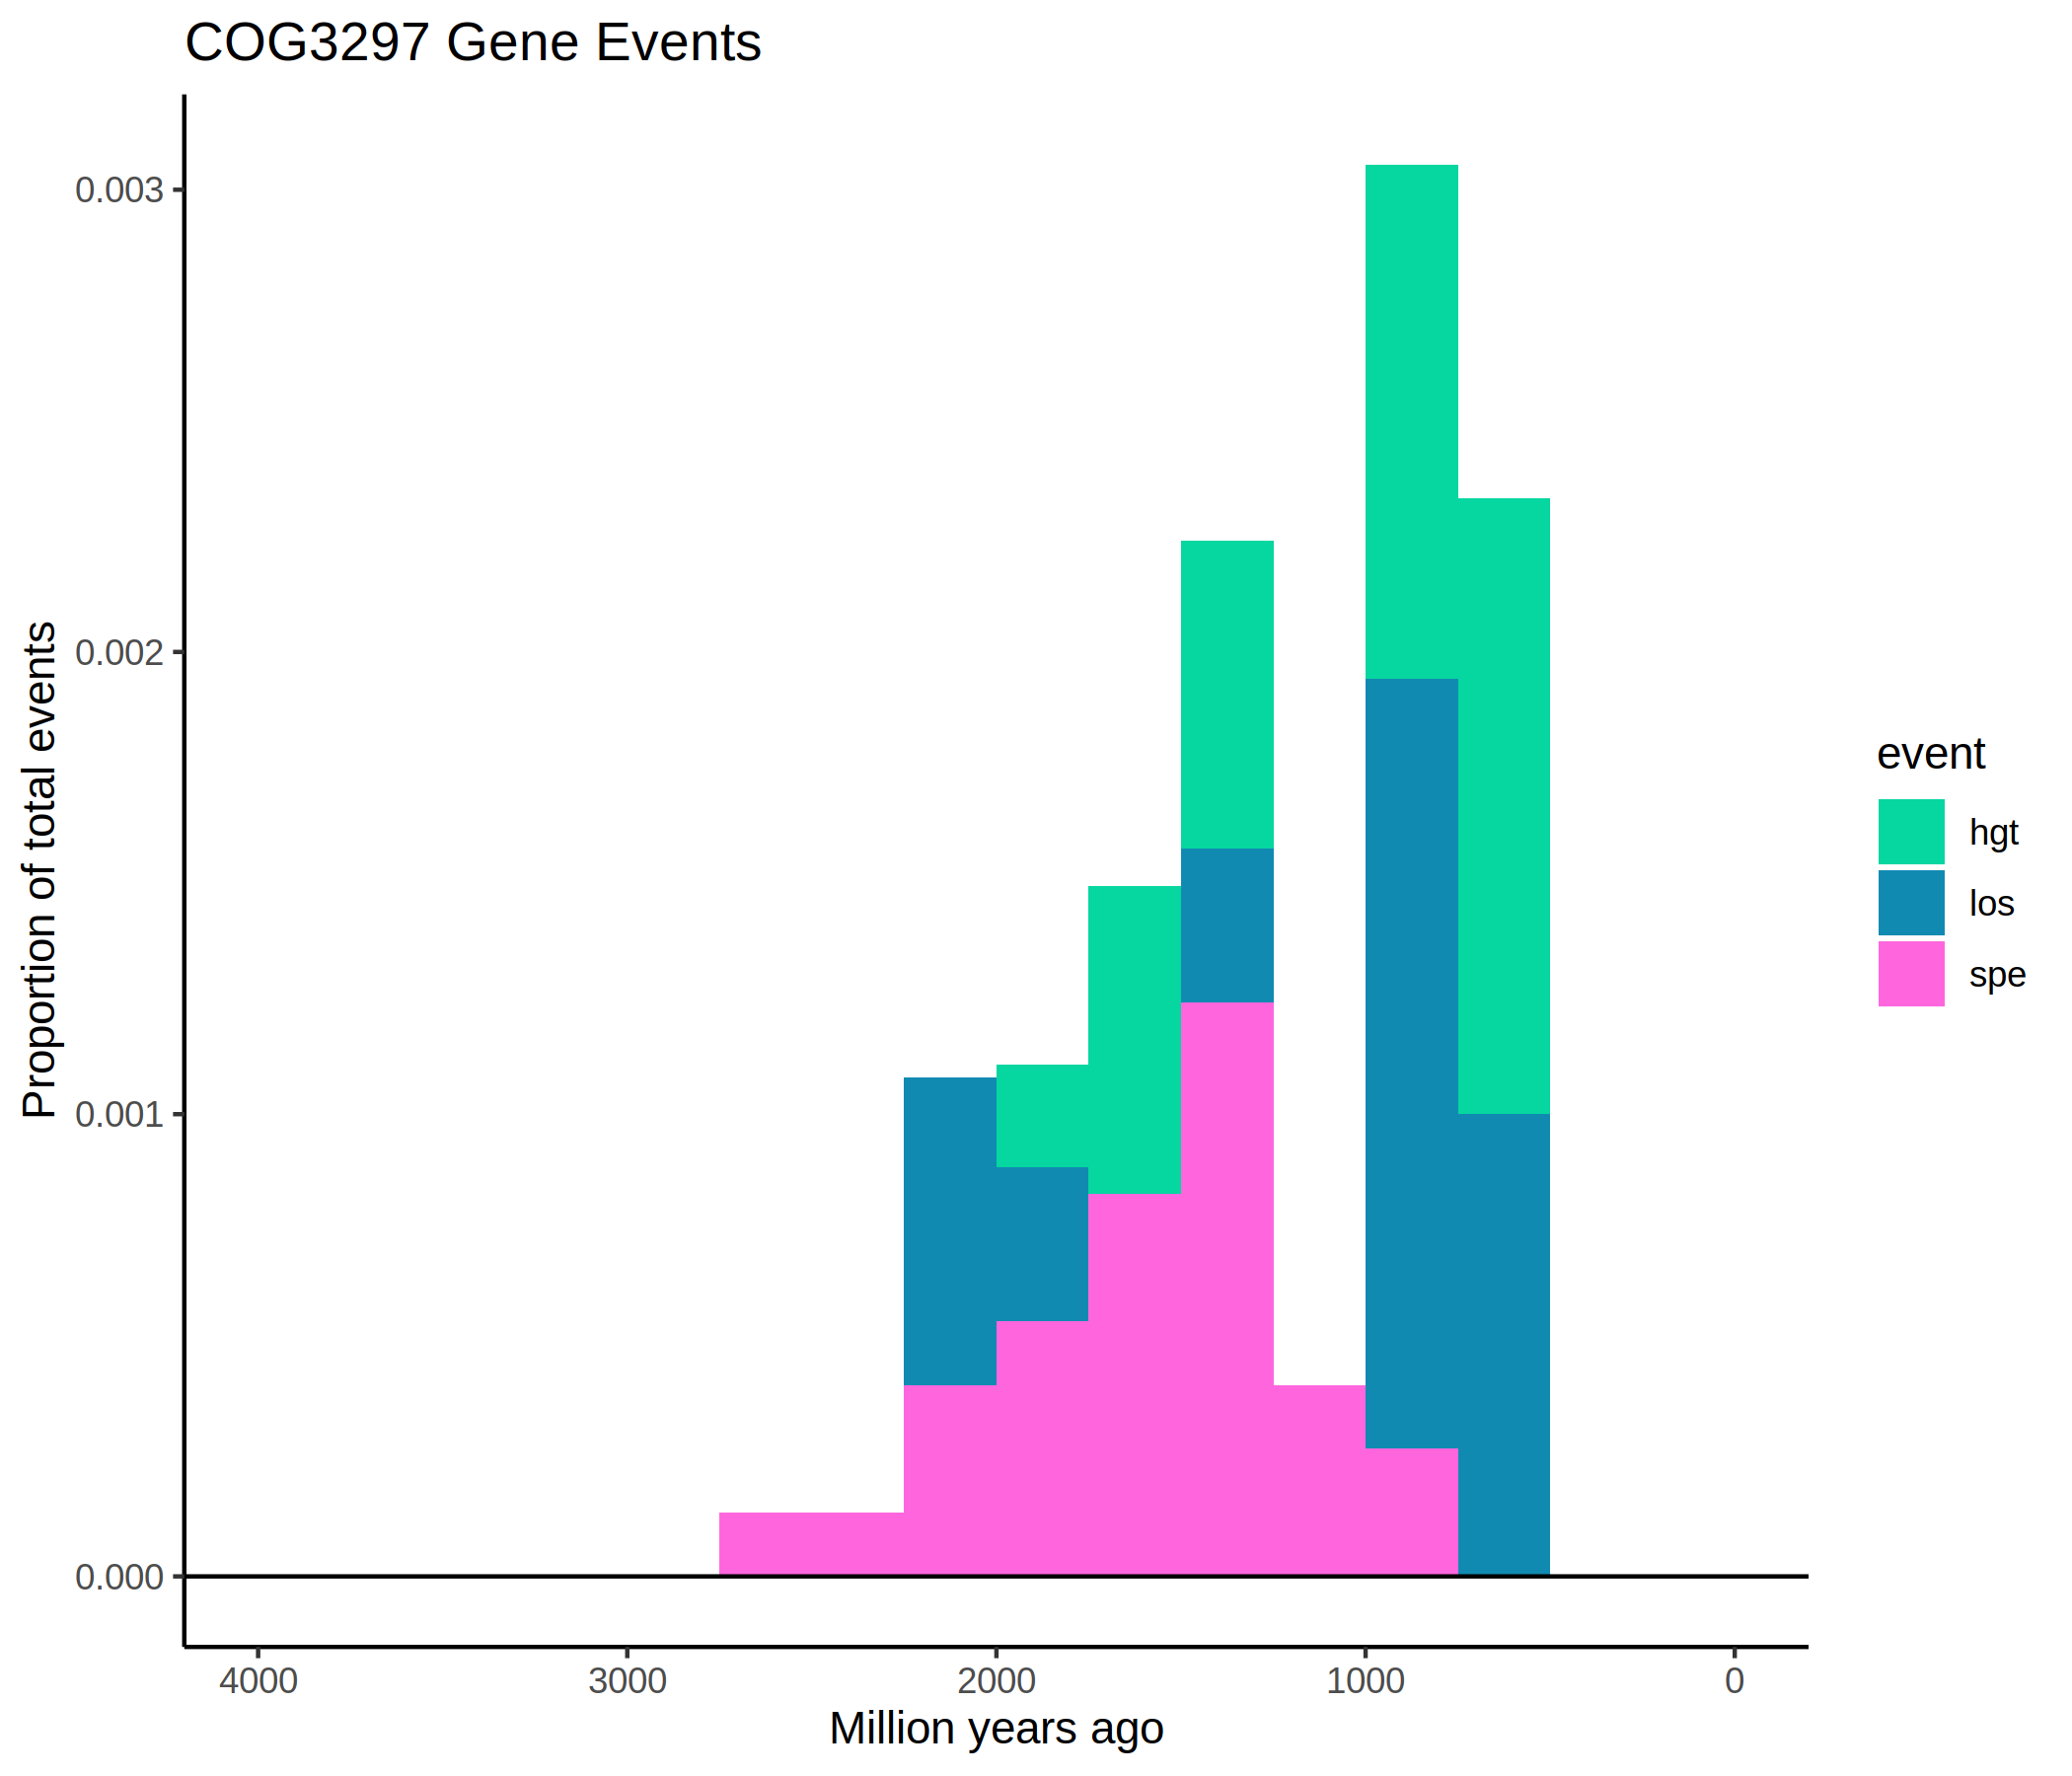 COG3297 Gene Events
Proportion of total events
0.003
0.002
0.001
0.000
4000 3000 2000 1000 0
Million years ago
event
hgt
los
spe